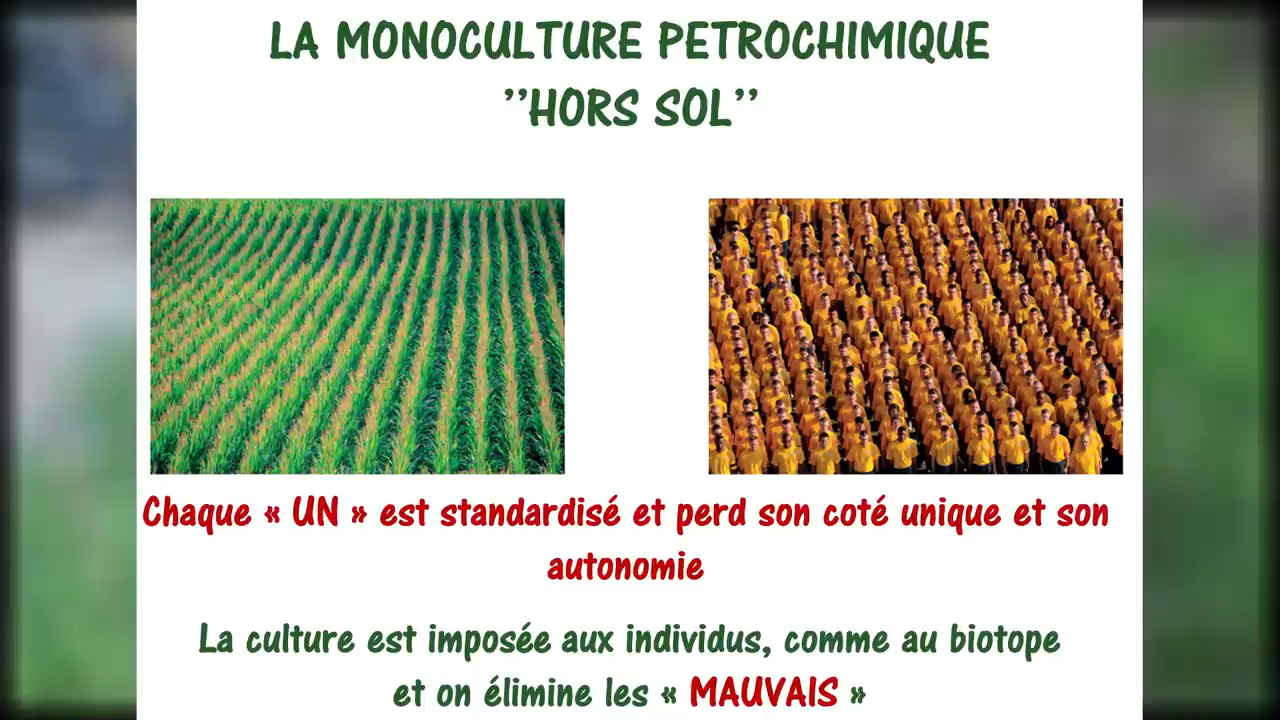 LA MONOCULTURE PETROCHIMIQUE
’’HORS SOL’’
Chaque « UN » est standardisé et perd son coté unique et son
autonomie
La culture est imposée aux individus, comme au biotope
et on élimine les « MAUVAIS »